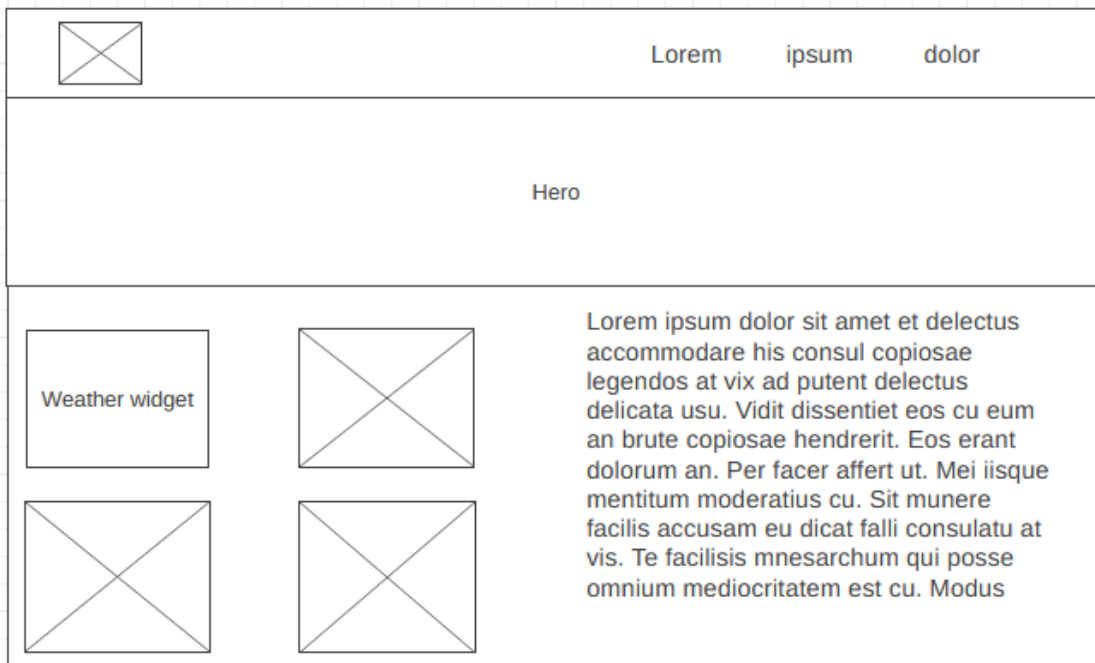 Lorem ipsum dolor
Hero
Weather widget
Lorem ipsum dolor sit amet et delectus
accommodare his consul copiosae
legendos at vix ad putent delectus
delicata usu. Vidit dissentiet eos cu eum
an brute copiosae hendrerit. Eos erant
dolorum an. Per facer affert ut. Mei iisque
mentitum moderatius cu. Sit munere
facilis accusam eu dicat falli consulatu at
vis. Te facilisis mnesarchum qui posse
omnium mediocritatem est cu. Modus